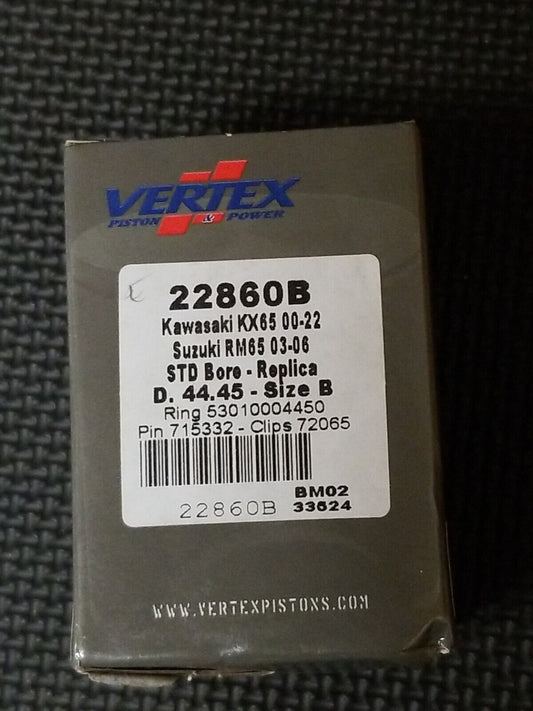 VERTEX
PISTON & POWER
22860B
Kawasaki KX65 00-22
Suzuki RM65 03-06
STD Bore - Replica
D. 44.45 - Size B
Ring 53010004450
Pin 715332 - Clips 72065
22860B
BM02
33624
WWW.VERTEXPISTONS.COM